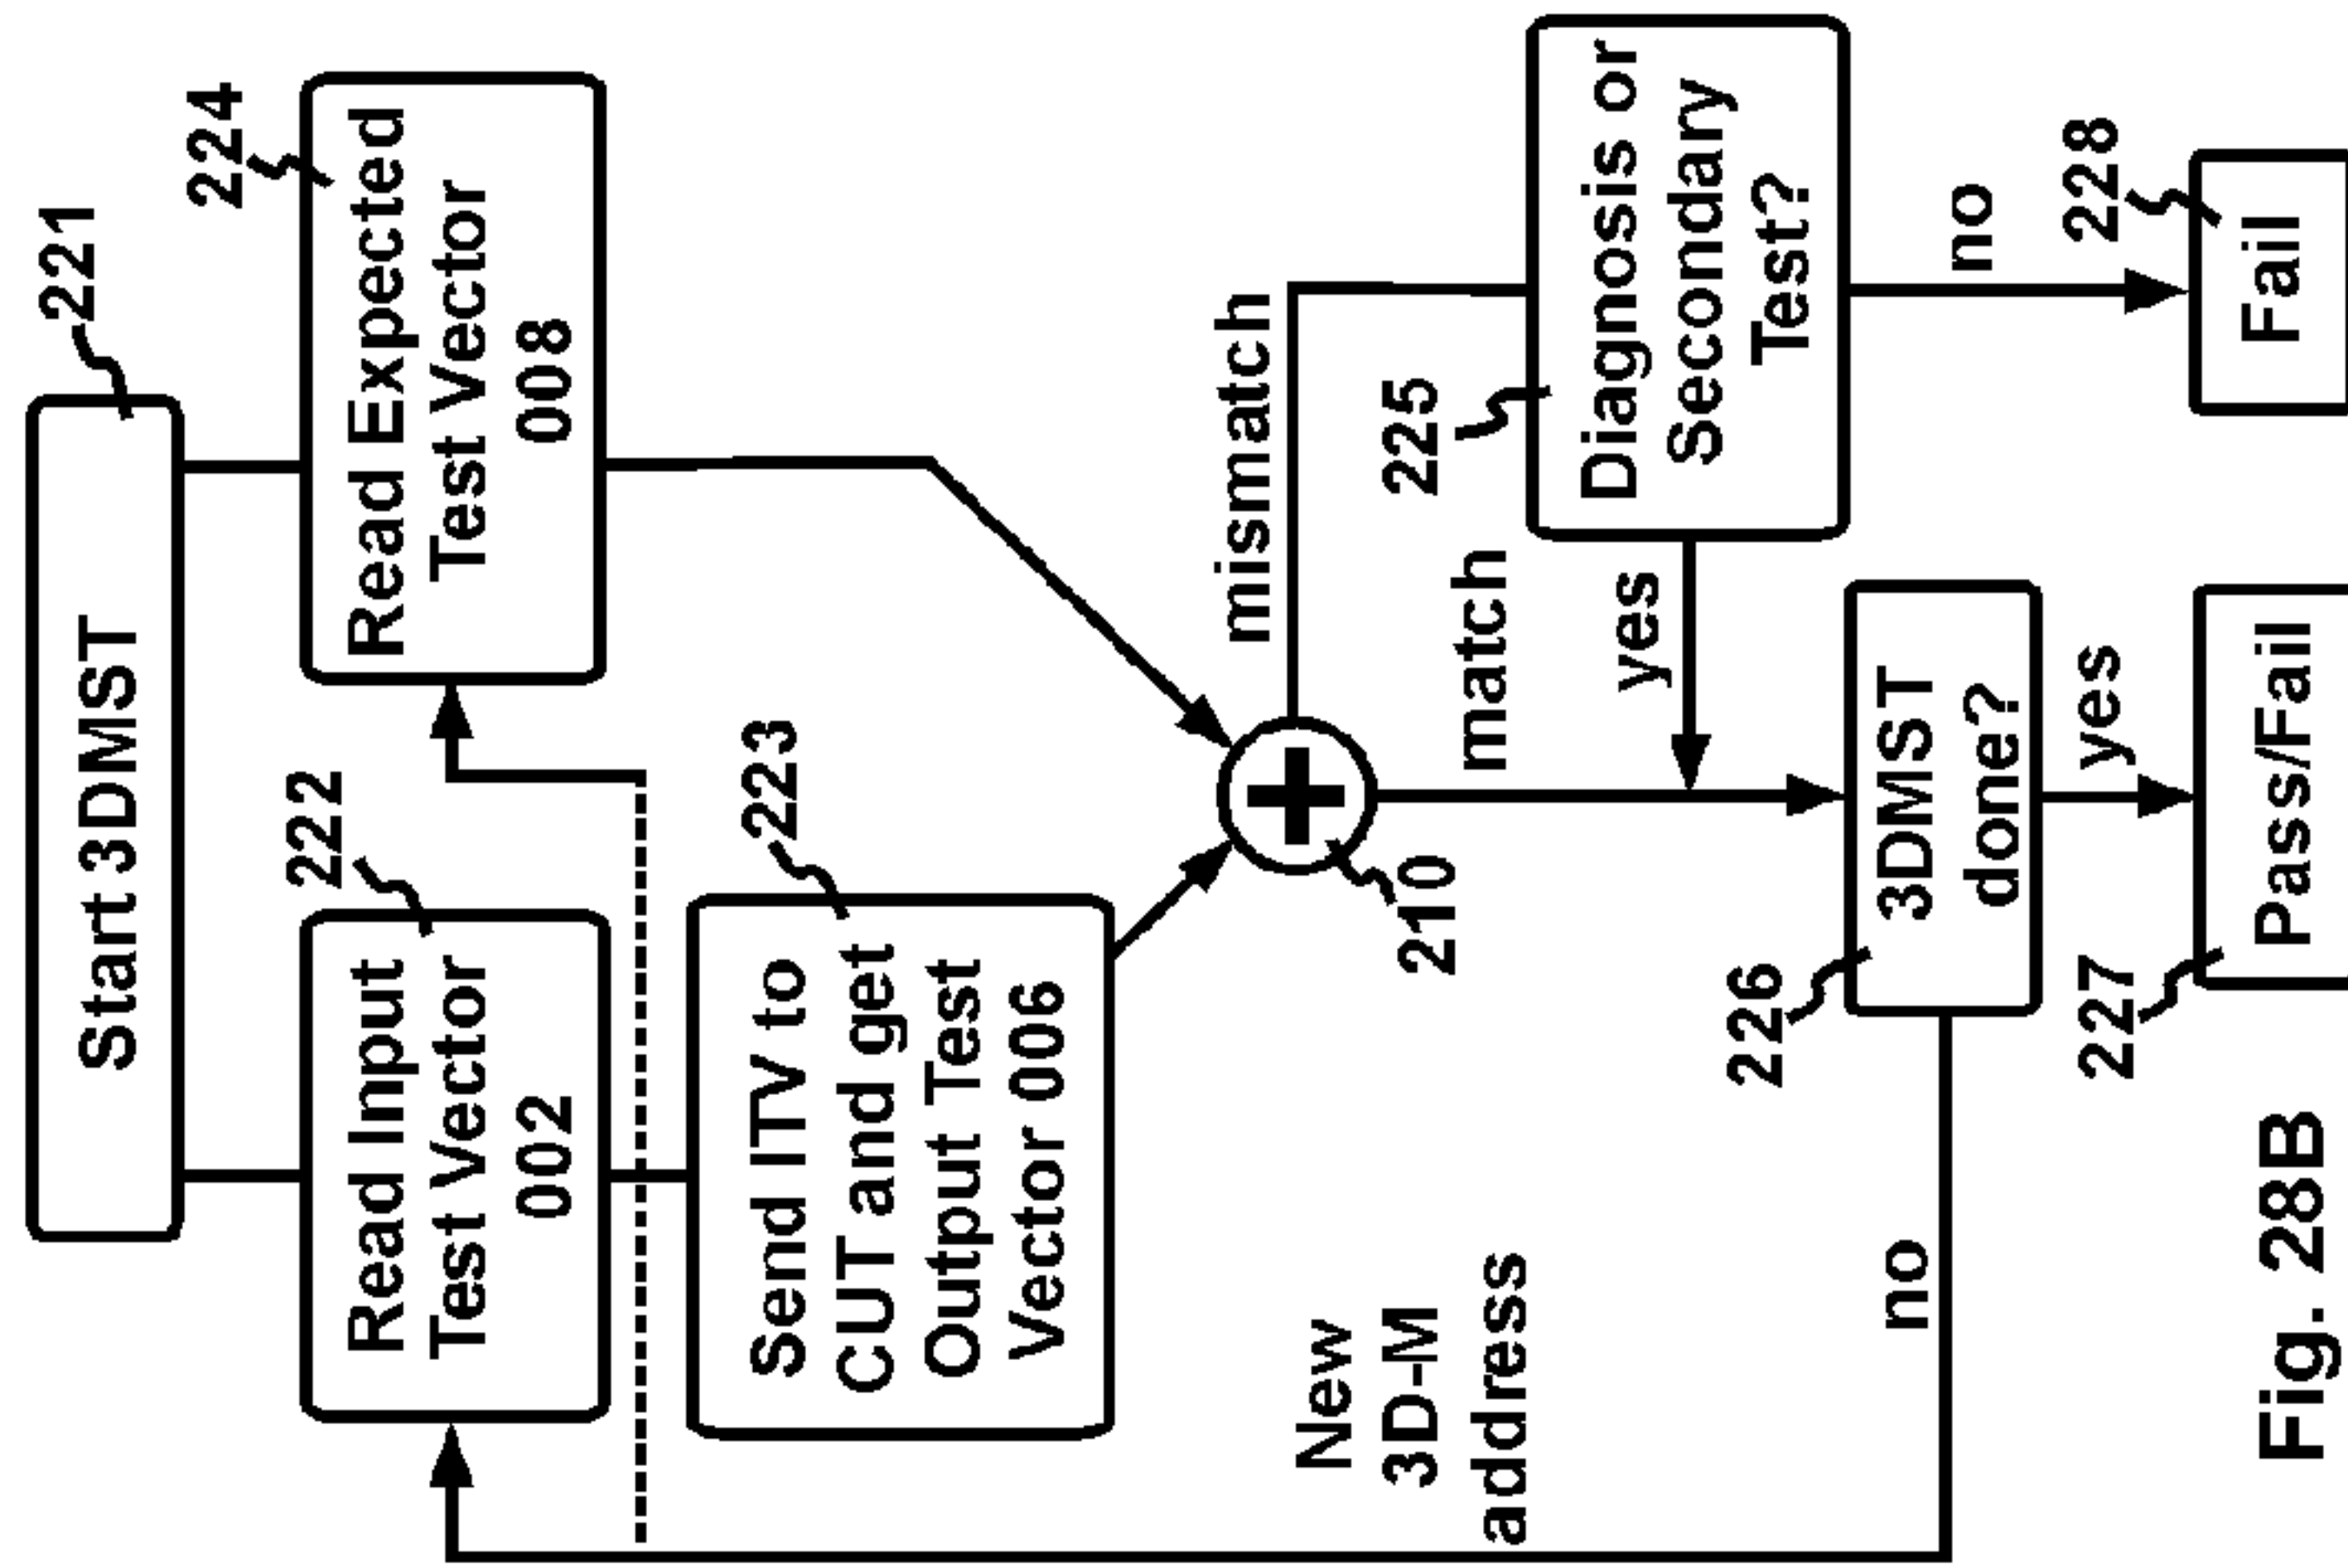 Start 3DMST
221
Read Input
Test Vector
002
222
Read Expected
Test Vector
008
224
Send ITV to
CUT and get
Output Test
Vector 006
223
mismatch
210
match
225
Diagnosis or
Secondary
Test?
yes
no
New
3D-M
address
226
3DMST
done?
no
yes
227
Pass/Fail
228
Fail
Fig. 28B